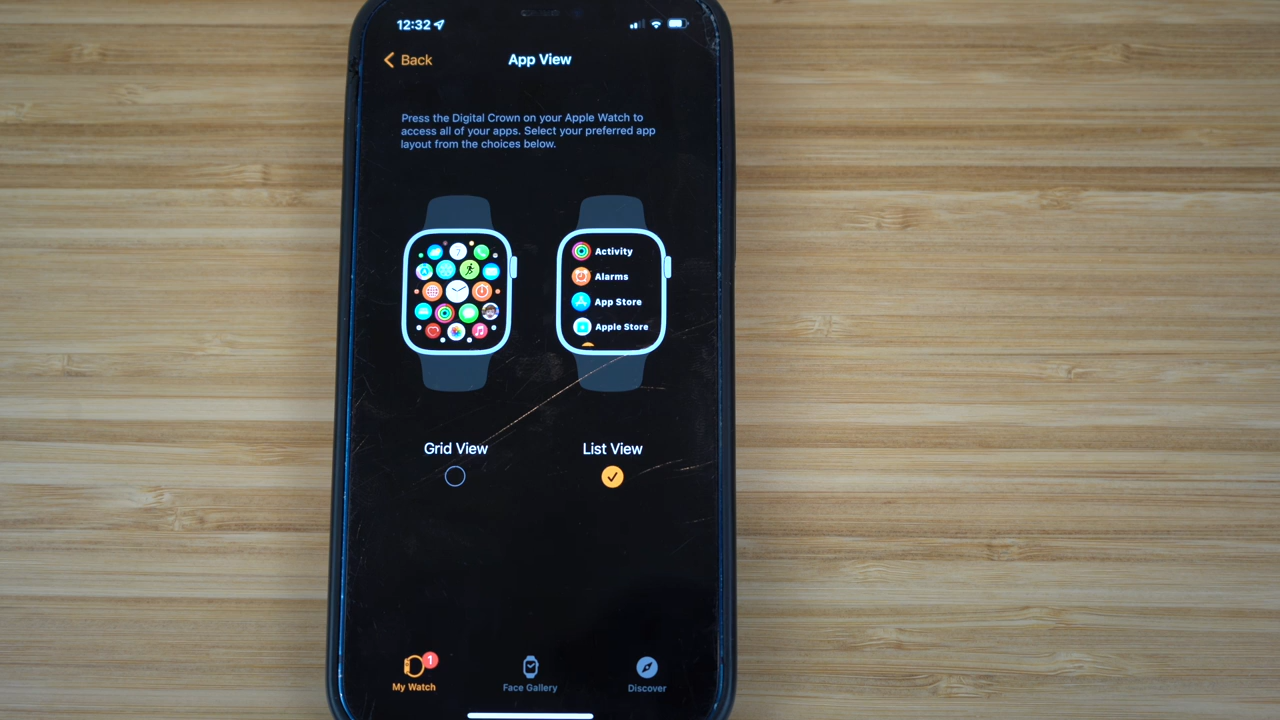 12:32
Back
App View
Press the Digital Crown on your Apple Watch to
access all of your apps. Select your preferred app
layout from the choices below.
7
Activity
Alarms
App Store
Apple Store
Grid View
List View
1
My Watch
Face Gallery
Discover